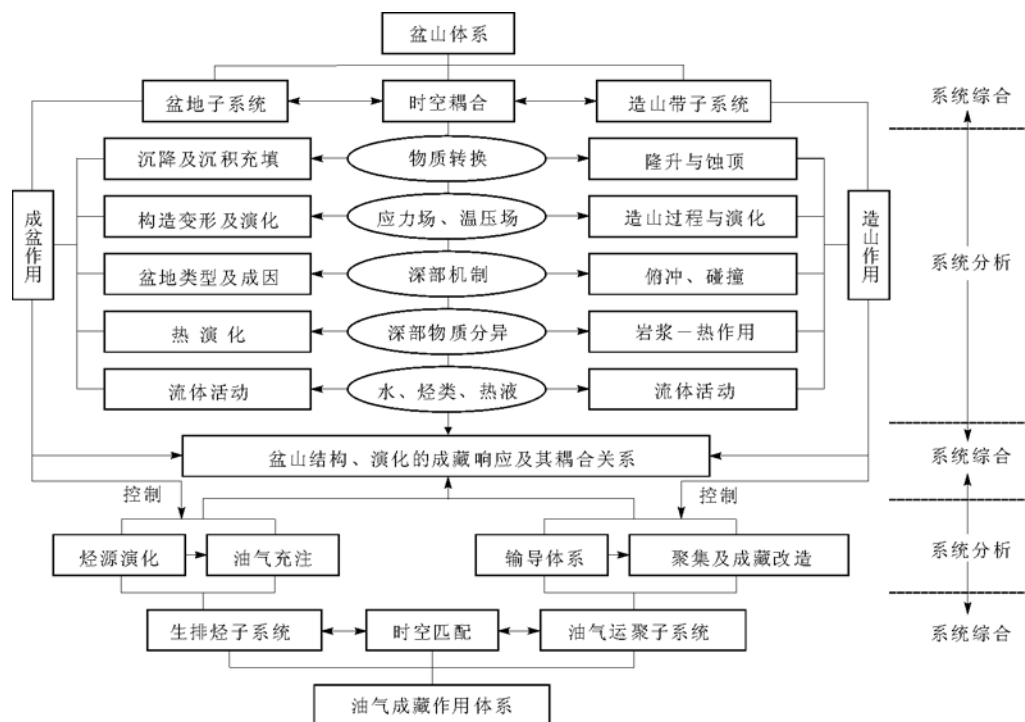 盆山体系
盆地子系统
时空耦合
造山带子系统
系统综合
沉降及沉积充填
物质转换
隆升与蚀顶
成盆作用
构造变形及演化
应力场、温压场
造山过程与演化
造山作用
系统分析
盆地类型及成因
深部机制
俯冲、碰撞
热演化
深部物质分异
岩浆－热作用
流体活动
水、烃类、热液
流体活动
盆山结构、演化的成藏响应及其耦合关系
系统综合
控制
控制
烃源演化
油气充注
输导体系
聚集及成藏改造
系统分析
生排烃子系统
时空匹配
油气运聚子系统
系统综合
油气成藏作用体系